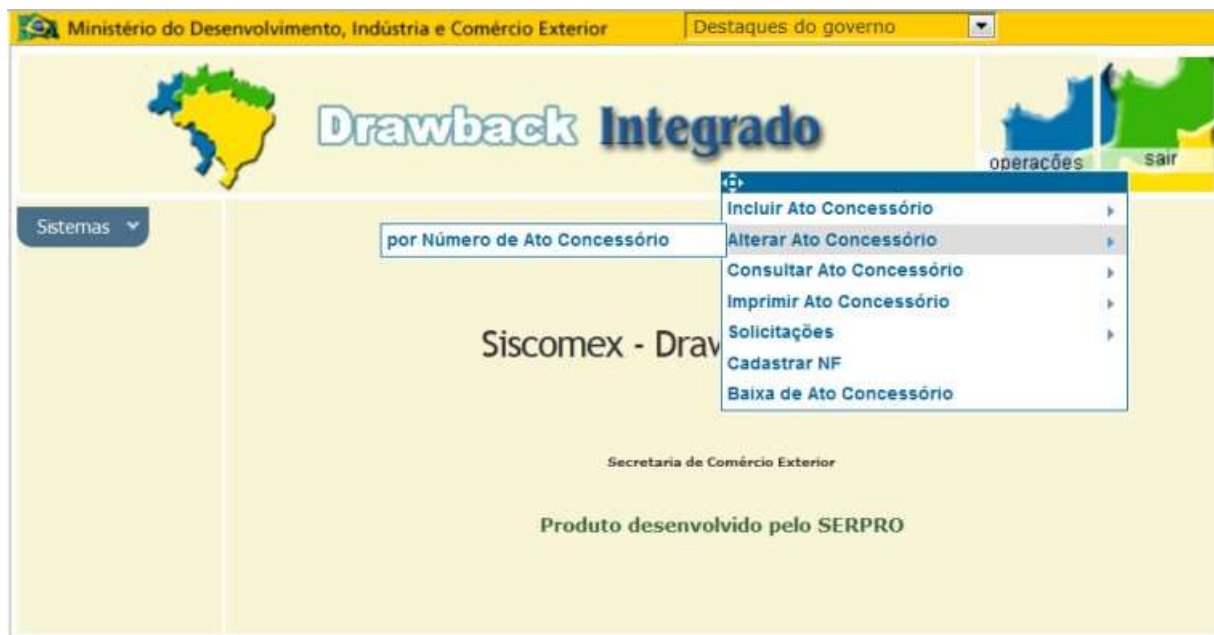 Ministério do Desenvolvimento, Indústria e Comércio Exterior
Destaques do governo
Drawback Integrado
operações
sair
Sistemas
Incluir Ato Concessório
por Número de Ato Concessório
Alterar Ato Concessório
Consultar Ato Concessório
Imprimir Ato Concessório
Solicitações
Cadastrar NF
Baixa de Ato Concessório
Siscomex - Drav
Secretaria de Comércio Exterior
Produto desenvolvido pelo SERPRO